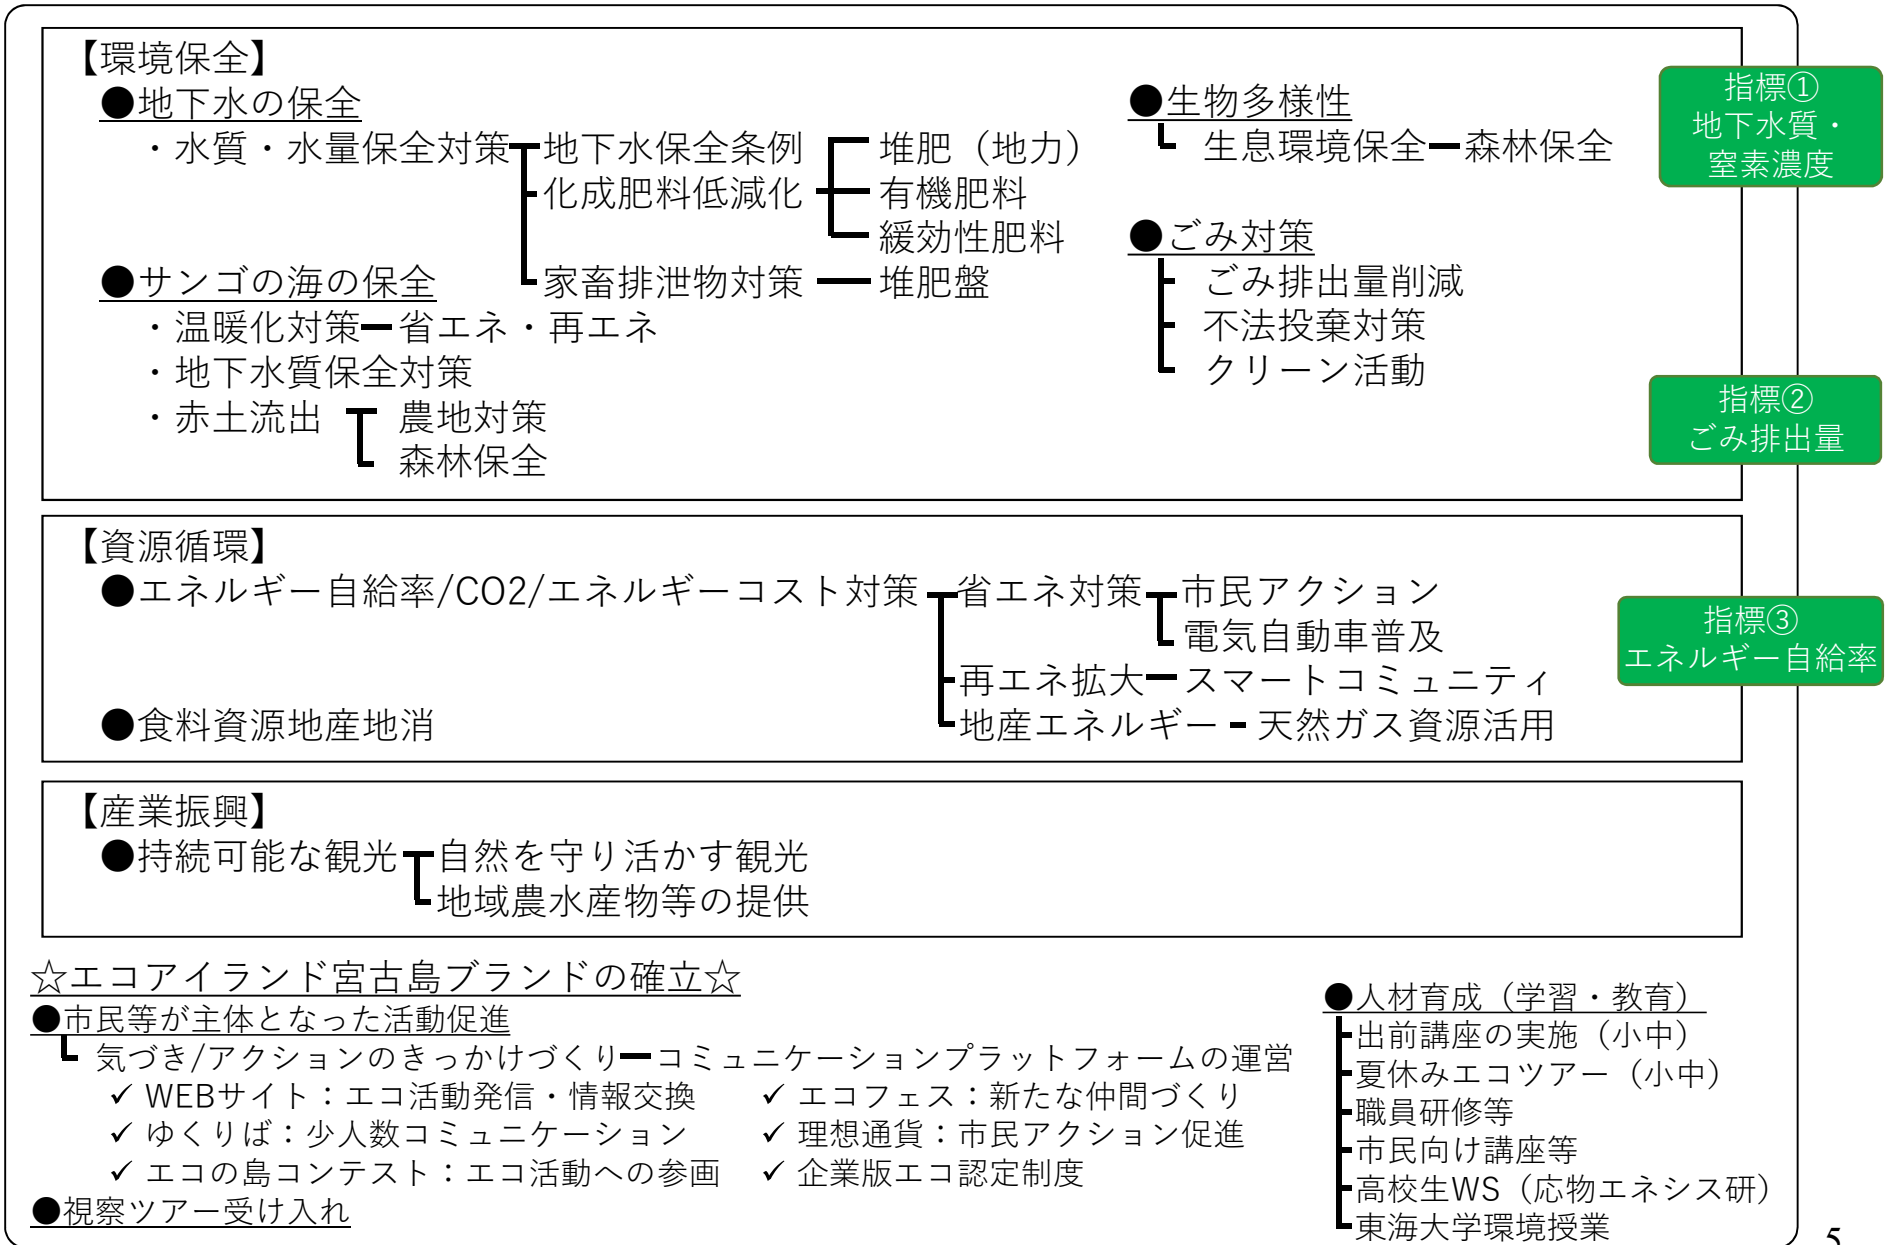 【環境保全】
●地下水の保全
・水質・水量保全対策
地下水保全条例
化成肥料低減化
堆肥（地力）
有機肥料
緩効性肥料
家畜排泄物対策
堆肥盤
●サンゴの海の保全
・温暖化対策
省エネ・再エネ
・地下水質保全対策
・赤土流出
農地対策
森林保全
●生物多様性
生息環境保全
森林保全
●ごみ対策
ごみ排出量削減
不法投棄対策
クリーン活動
指標①
地下水質・
窒素濃度
指標②
ごみ排出量
【資源循環】
●エネルギー自給率/CO2/エネルギーコスト対策
省エネ対策
市民アクション
電気自動車普及
再エネ拡大
スマートコミュニティ
地産エネルギー
天然ガス資源活用
●食料資源地産地消
指標③
エネルギー自給率
【産業振興】
●持続可能な観光
自然を守り活かす観光
地域農水産物等の提供
☆エコアイランド宮古島ブランドの確立☆
●市民等が主体となった活動促進
気づき/アクションのきっかけづくり
コミュニケーションプラットフォームの運営
✓ WEBサイト：エコ活動発信・情報交換
✓ ゆくりば：少人数コミュニケーション
✓ エコの島コンテスト：エコ活動への参画
✓ エコフェス：新たな仲間づくり
✓ 理想通貨：市民アクション促進
✓ 企業版エコ認定制度
●視察ツアー受け入れ
●人材育成（学習・教育）
出前講座の実施（小中）
夏休みエコツアー（小中）
職員研修等
市民向け講座等
高校生WS（応物エネシス研）
東海大学環境授業
5